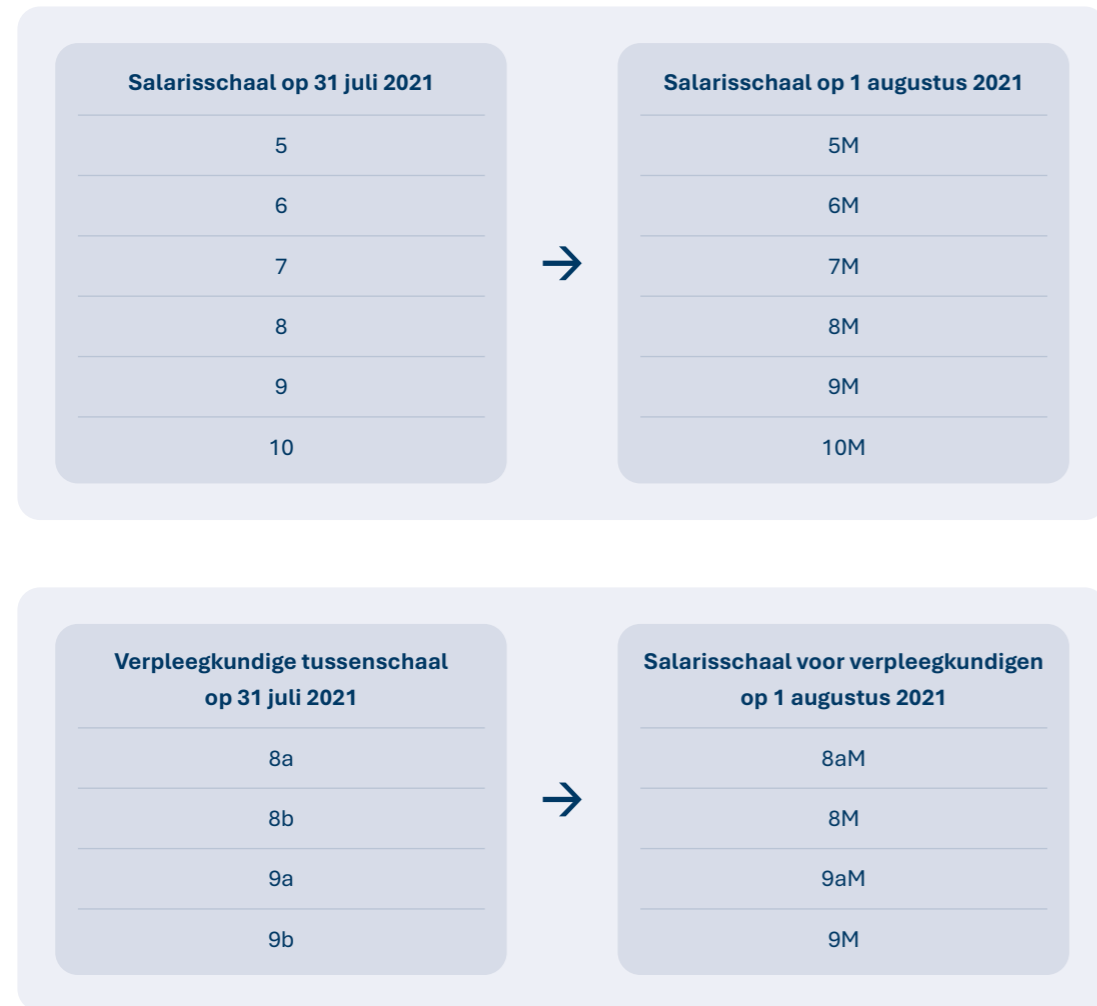 Salarisschaal op 31 juli 2021
5
6
7
8
9
10
→
Salarisschaal op 1 augustus 2021
5M
6M
7M
8M
9M
10M
Verpleegkundige tussenschaal
op 31 juli 2021
8a
8b
9a
9b
→
Salarisschaal voor verpleegkundigen
op 1 augustus 2021
8aM
8M
9aM
9M